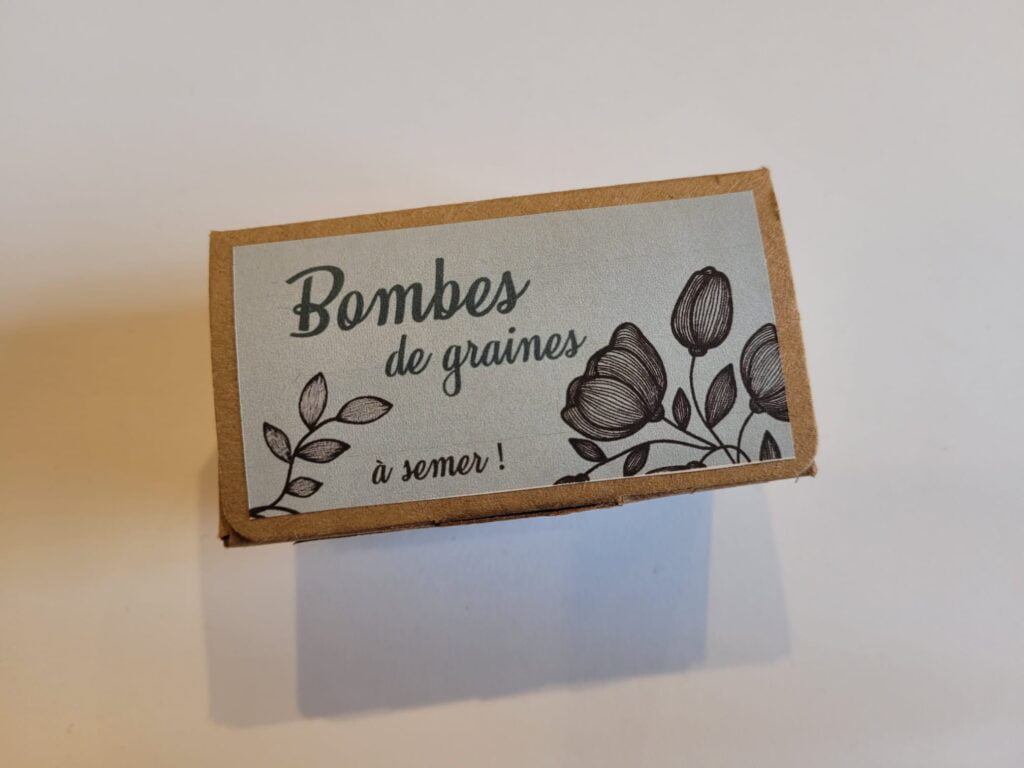 Bombes
de graines
à semer !